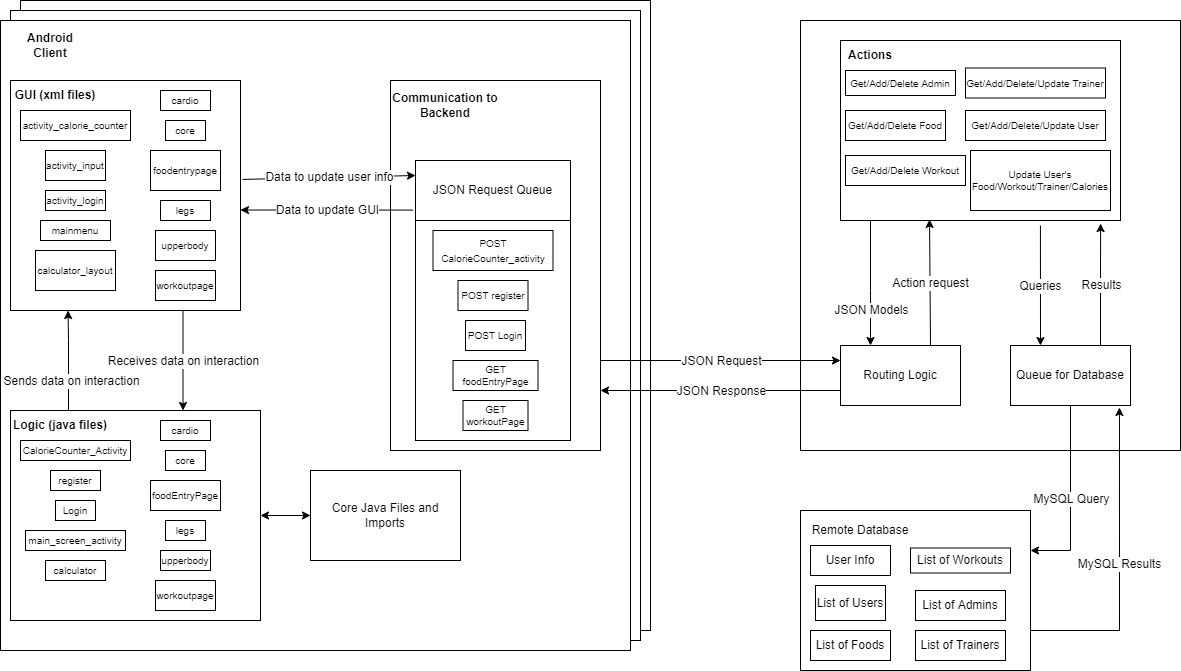 Android
Client
GUI (xml files)
activity_calorie_counter
activity_input
activity_login
mainmenu
calculator_layout
cardio
core
foodentrypage
legs
upperbody
workoutpage
Data to update user info
Data to update GUI
Communication to
Backend
JSON Request Queue
POST
CalorieCounter_activity
POST register
POST Login
GET
foodEntryPage
GET
workoutPage
Receives data on interaction
Sends data on interaction
Logic (java files)
CalorieCounter_Activity
register
Login
main_screen_activity
calculator
cardio
core
foodEntryPage
legs
upperbody
workoutpage
Core Java Files and
Imports
JSON Request
JSON Response
Actions
Get/Add/Delete Admin
Get/Add/Delete/Update Trainer
Get/Add/Delete Food
Get/Add/Delete/Update User
Get/Add/Delete Workout
Update User's
Food/Workout/Trainer/Calories
Action request
JSON Models
Queries
Results
Routing Logic
Queue for Database
MySQL Query
MySQL Results
Remote Database
User Info
List of Workouts
List of Users
List of Admins
List of Foods
List of Trainers